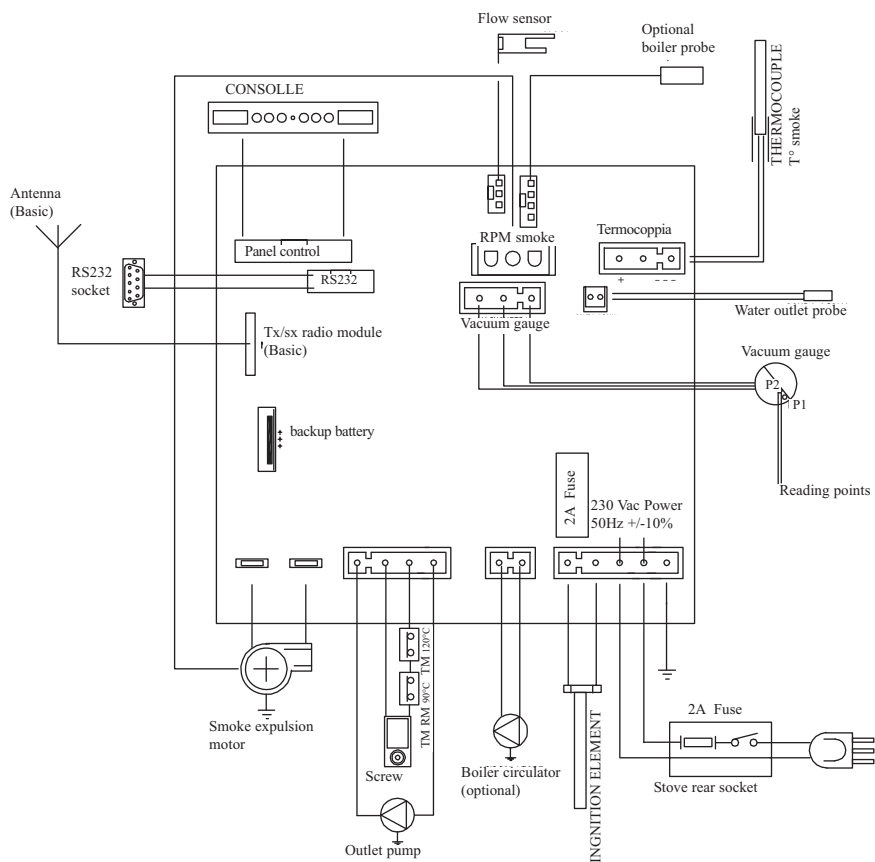 Flow sensor
Optional
boiler probe
CONSOLLE
THERMOCOUPLE
T° smoke
Antenna
(Basic)
Panel control
RPM smoke
Termocoppia
+
---
RS232
socket
RS232
Water outlet probe
Tx/sx radio module
(Basic)
Vacuum gauge
Vacuum gauge
P2
P1
backup battery
Reading points
2A Fuse
230 Vac Power
50Hz +/-10%
TM 120°C
TM RM 90°C
Smoke expulsion
motor
Screw
Boiler circulator
(optional)
INGNITION ELEMENT
2A Fuse
Stove rear socket
Outlet pump